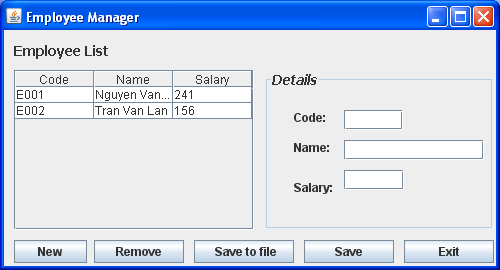 Employee Manager
Employee List
Code Name Salary
E001 Nguyen Van... 241
E002 Tran Van Lan 156
Details
Code:
Name:
Salary:
New Remove Save to file Save Exit